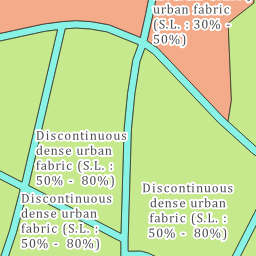 urban fabric
(S.L. : 30% -
50%)
Discontinuous
dense urban
fabric (S.L. :
50% - 80%)
Discontinuous
dense urban
fabric (S.L. :
50% - 80%)
Discontinuous
dense urban
fabric (S.L. :
50% - 80%)